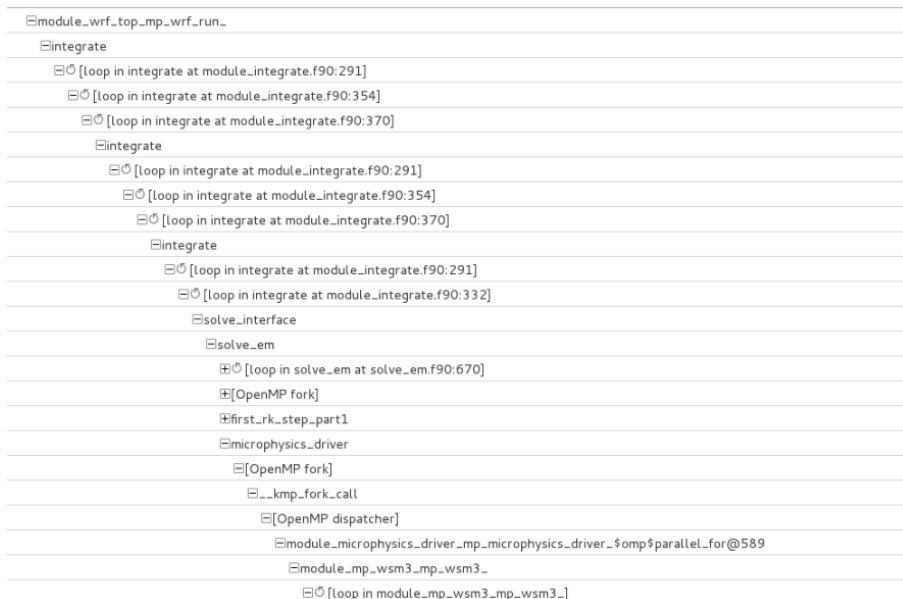 module_wrf_top_mp_wrf_run_
integrate
[loop in integrate at module_integrate.f90:291]
[loop in integrate at module_integrate.f90:354]
[loop in integrate at module_integrate.f90:370]
integrate
[loop in integrate at module_integrate.f90:291]
[loop in integrate at module_integrate.f90:354]
[loop in integrate at module_integrate.f90:370]
integrate
[loop in integrate at module_integrate.f90:291]
[loop in integrate at module_integrate.f90:332]
solve_interface
solve_em
[loop in solve_em at solve_em.f90:670]
[OpenMP fork]
first_rk_step_part1
microphysics_driver
[OpenMP fork]
__kmp_fork_call
[OpenMP dispatcher]
module_microphysics_driver_mp_microphysics_driver_$omp$parallel_for@589
module_mp_wsm3_mp_wsm3_
[loop in module_mp_wsm3_mp_wsm3_]